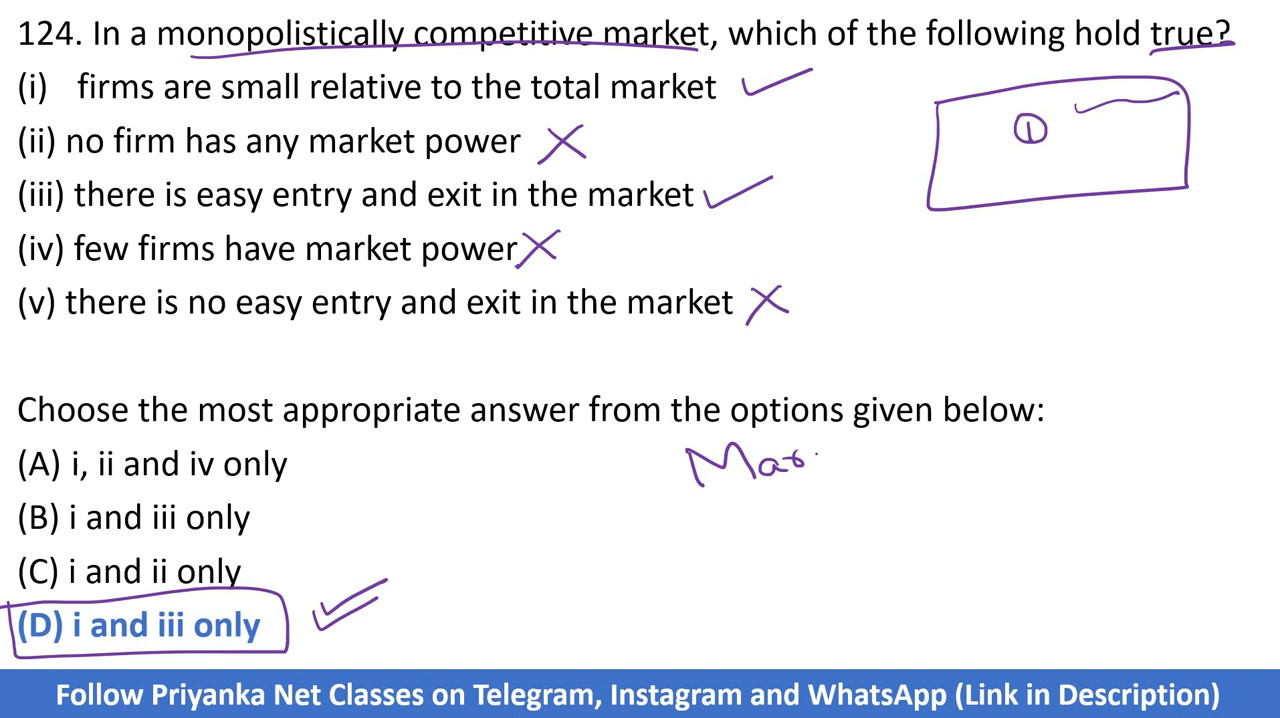 124. In a monopolistically competitive market, which of the following hold true?
(i) firms are small relative to the total market
(ii) no firm has any market power
(iii) there is easy entry and exit in the market
(iv) few firms have market power
(v) there is no easy entry and exit in the market
①
Choose the most appropriate answer from the options given below:
(A) i, ii and iv only
Mar
(B) i and iii only
(C) i and ii only
(D) i and iii only
Follow Priyanka Net Classes on Telegram, Instagram and WhatsApp (Link in Description)